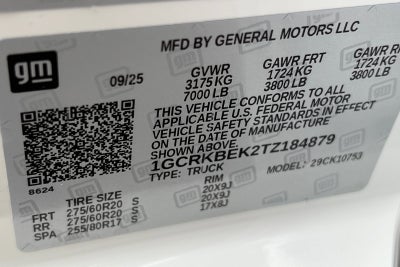 gm
MFD BY GENERAL MOTORS LLC
09/25 GVWR GAWR FRT GAWR RR
3175 KG 1724 KG 1724 KG
7000 LB 3800 LB 3800 LB
THIS VEHICLE CONFORMS TO ALL
APPLICABLE U.S. FEDERAL MOTOR
VEHICLE SAFETY STANDARDS IN EFFECT
ON THE DATE OF MANUFACTURE
SHOWN ABOVE.
1GCRKBEK2TZ184879
TYPE: TRUCK MODEL: 29CK10753
8624
TIRE SIZE RIM
FRT 275/60R20 S 20X9J
RR 275/60R20 S 20X9J
SPA 255/80R17 S 17X8J